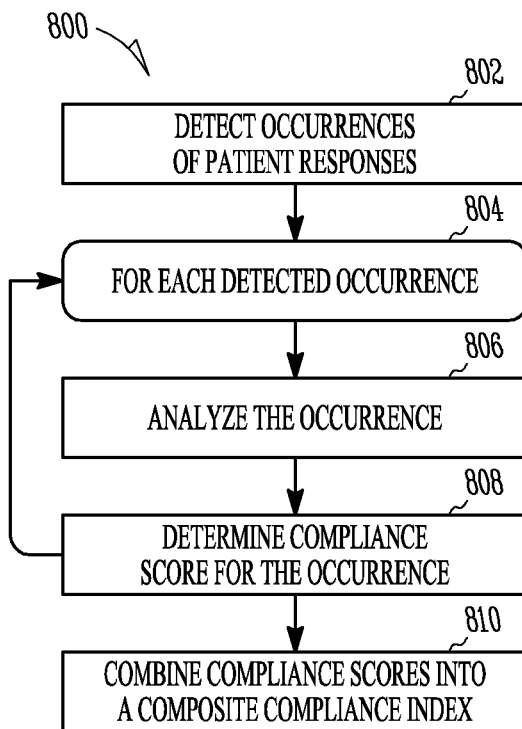 800
802
DETECT OCCURRENCES
OF PATIENT RESPONSES
804
FOR EACH DETECTED OCCURRENCE
806
ANALYZE THE OCCURRENCE
808
DETERMINE COMPLIANCE
SCORE FOR THE OCCURRENCE
810
COMBINE COMPLIANCE SCORES INTO
A COMPOSITE COMPLIANCE INDEX